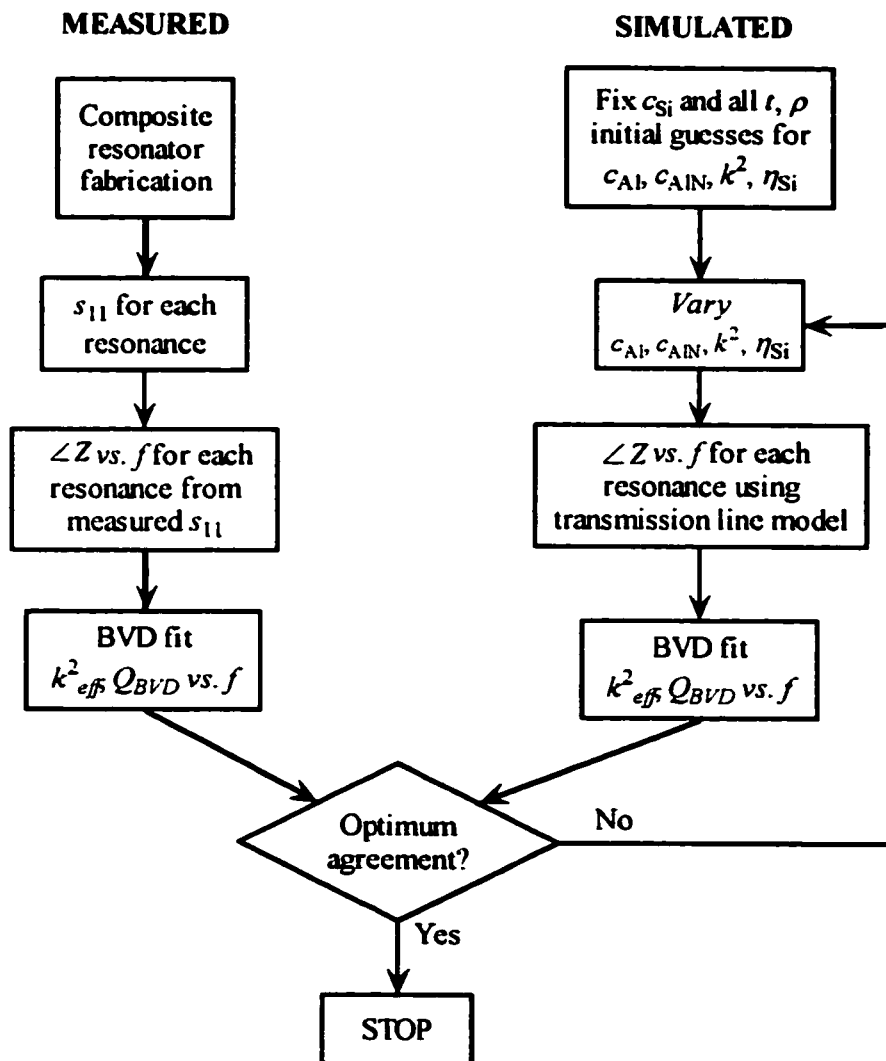 MEASURED
Composite
resonator
fabrication
s₁₁ for each
resonance
∠Z vs. f for each
resonance from
measured s₁₁
BVD fit
k²eff, Q_BVD vs. f
SIMULATED
Fix c_Si and all t, ρ
initial guesses for
c_Al, c_AlN, k², η_Si
Vary
c_Al, c_AlN, k², η_Si
∠Z vs. f for each
resonance using
transmission line model
BVD fit
k²eff, Q_BVD vs. f
Optimum
agreement?
No
Yes
STOP